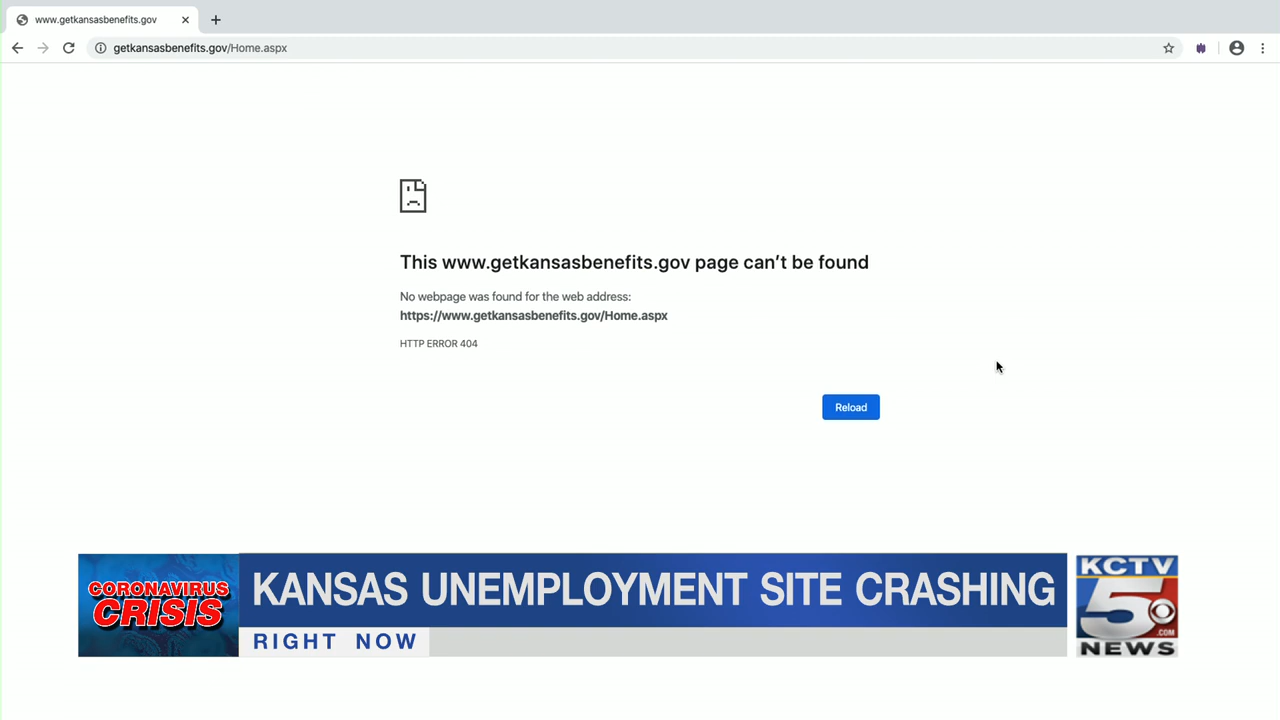 www.getkansasbenefits.gov
getkansasbenefits.gov/Home.aspx
This www.getkansasbenefits.gov page can't be found
No webpage was found for the web address:
https://www.getkansasbenefits.gov/Home.aspx
HTTP ERROR 404
Reload
CORONAVIRUS
CRISIS
KANSAS UNEMPLOYMENT SITE CRASHING
RIGHT NOW
KCTV
5
.COM
NEWS